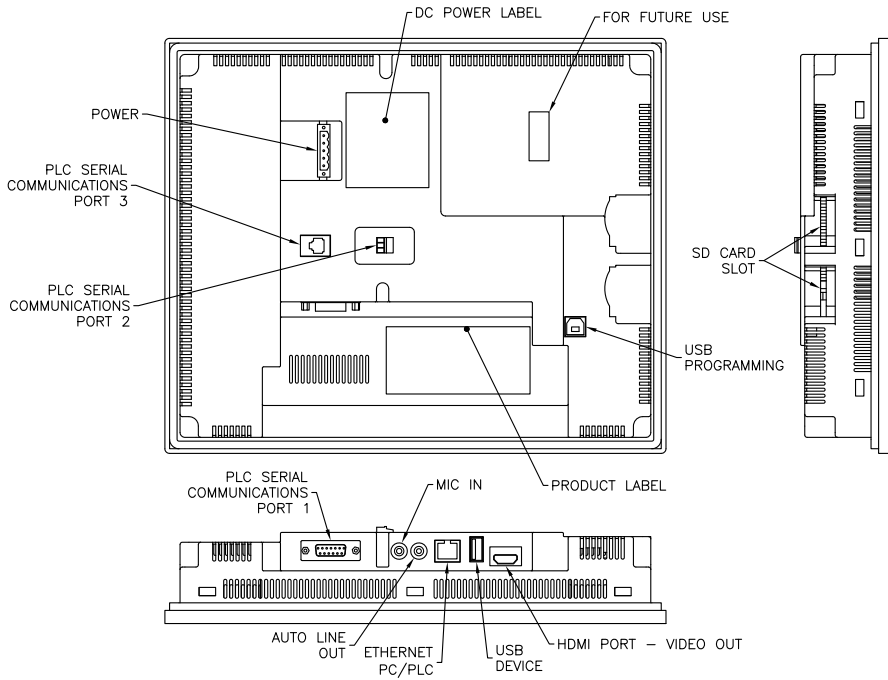 DC POWER LABEL
FOR FUTURE USE
POWER
PLC SERIAL
COMMUNICATIONS
PORT 3
SD CARD
SLOT
PLC SERIAL
COMMUNICATIONS
PORT 2
USB
PROGRAMMING
PLC SERIAL
COMMUNICATIONS
PORT 1
MIC IN
PRODUCT LABEL
AUTO LINE
OUT
ETHERNET
PC/PLC
USB
DEVICE
HDMI PORT – VIDEO OUT